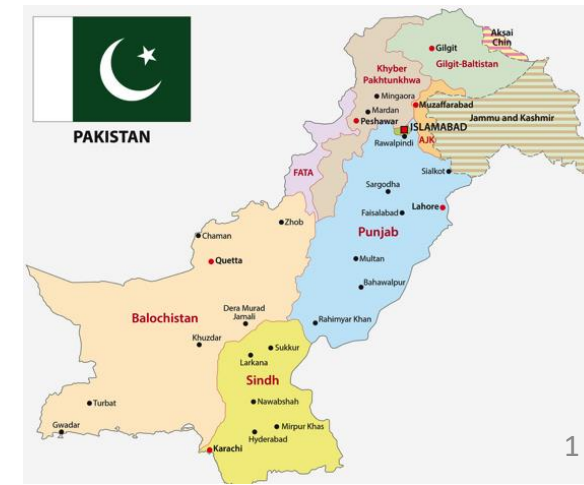 PAKISTAN
Aksai
Chin
Gilgit
Gilgit-Baltistan
Khyber
Pakhtunkhwa
Mingaora
Mardan
Muzaffarabad
Peshawar
ISLAMABAD
Jammu and Kashmir
Rawalpindi
AJK
FATA
Sialkot
Sargodha
Lahore
Faisalabad
Zhob
Punjab
Chaman
Quetta
Multan
Bahawalpur
Dera Murad
Jamali
Balochistan
Rahimyar Khan
Khuzdar
Sukkur
Larkana
Sindh
Turbat
Nawabshah
Gwadar
Mirpur Khas
Hyderabad
Karachi
1